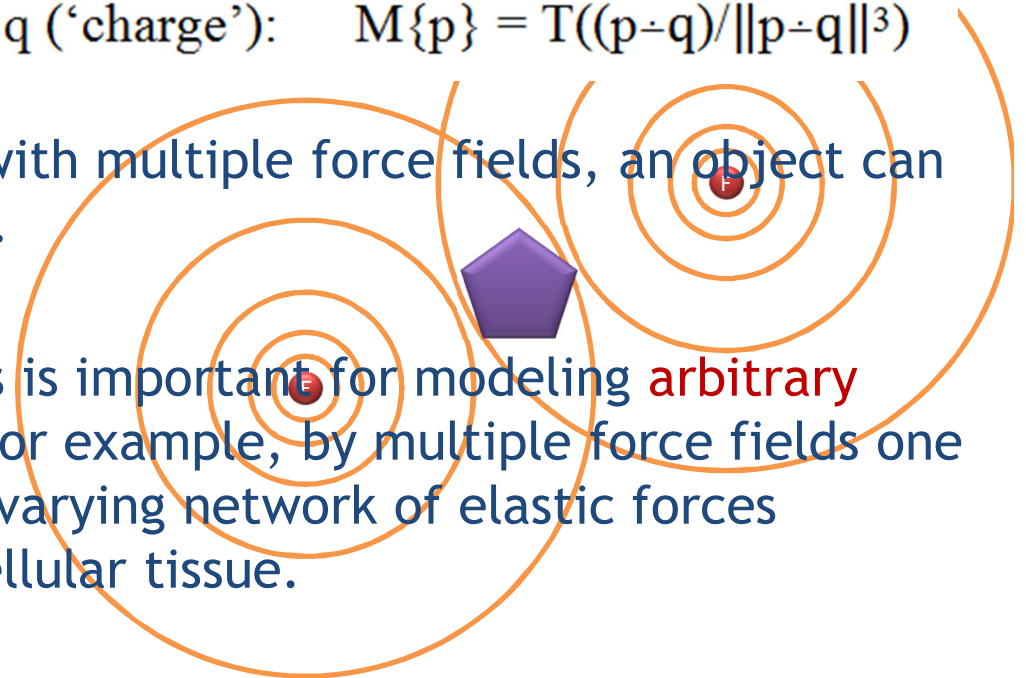 q (‘charge’): M{p} = T((p∸q)/‖p∸q‖³)
with multiple force fields, an object can
F
.
s is important for modeling arbitrary
F
or example, by multiple force fields one
varying network of elastic forces
ellular tissue.